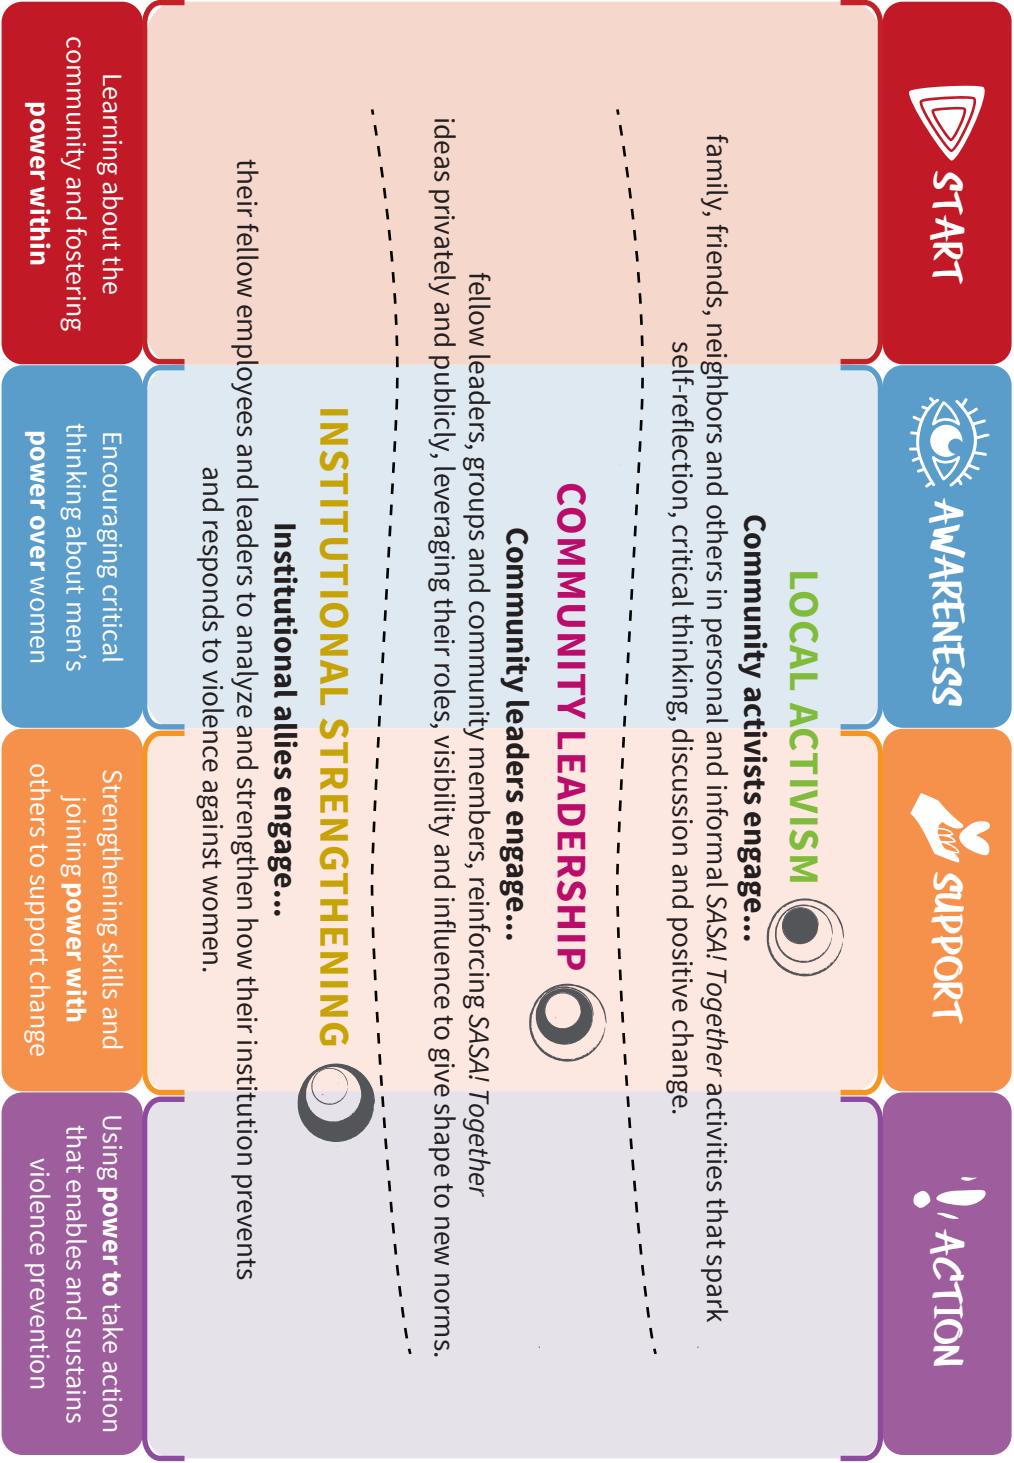 START
AWARENESS
SUPPORT
ACTION
LOCAL ACTIVISM
Community activists engage...
family, friends, neighbors and others in personal and informal SASA! Together activities that spark
self-reflection, critical thinking, discussion and positive change.
COMMUNITY LEADERSHIP
Community leaders engage...
fellow leaders, groups and community members, reinforcing SASA! Together
ideas privately and publicly, leveraging their roles, visibility and influence to give shape to new norms.
INSTITUTIONAL STRENGTHENING
Institutional allies engage...
their fellow employees and leaders to analyze and strengthen how their institution prevents
and responds to violence against women.
Learning about the
community and fostering
power within
Encouraging critical
thinking about men's
power over women
Strengthening skills and
joining power with
others to support change
Using power to take action
that enables and sustains
violence prevention